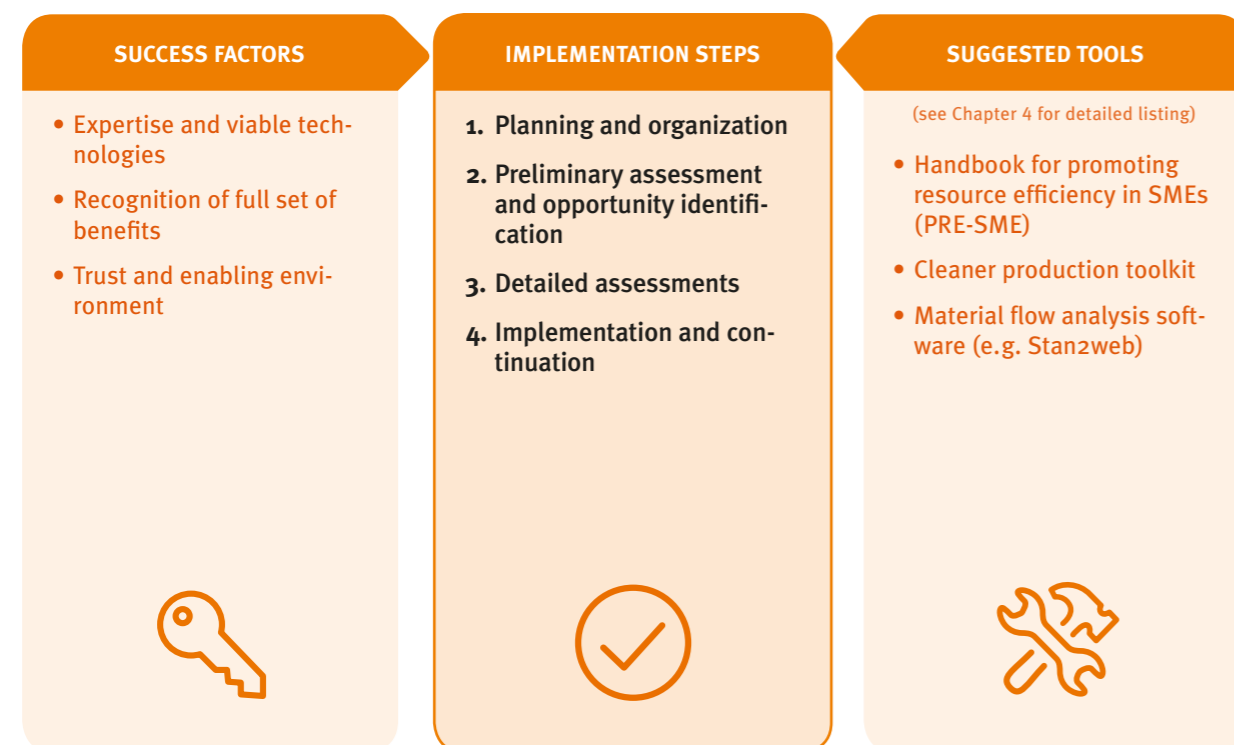 SUCCESS FACTORS
• Expertise and viable tech-
nologies
• Recognition of full set of
benefits
• Trust and enabling envi-
ronment
IMPLEMENTATION STEPS
1. Planning and organization
2. Preliminary assessment
and opportunity identifi-
cation
3. Detailed assessments
4. Implementation and con-
tinuation
SUGGESTED TOOLS
(see Chapter 4 for detailed listing)
• Handbook for promoting
resource efficiency in SMEs
(PRE-SME)
• Cleaner production toolkit
• Material flow analysis soft-
ware (e.g. Stan2web)